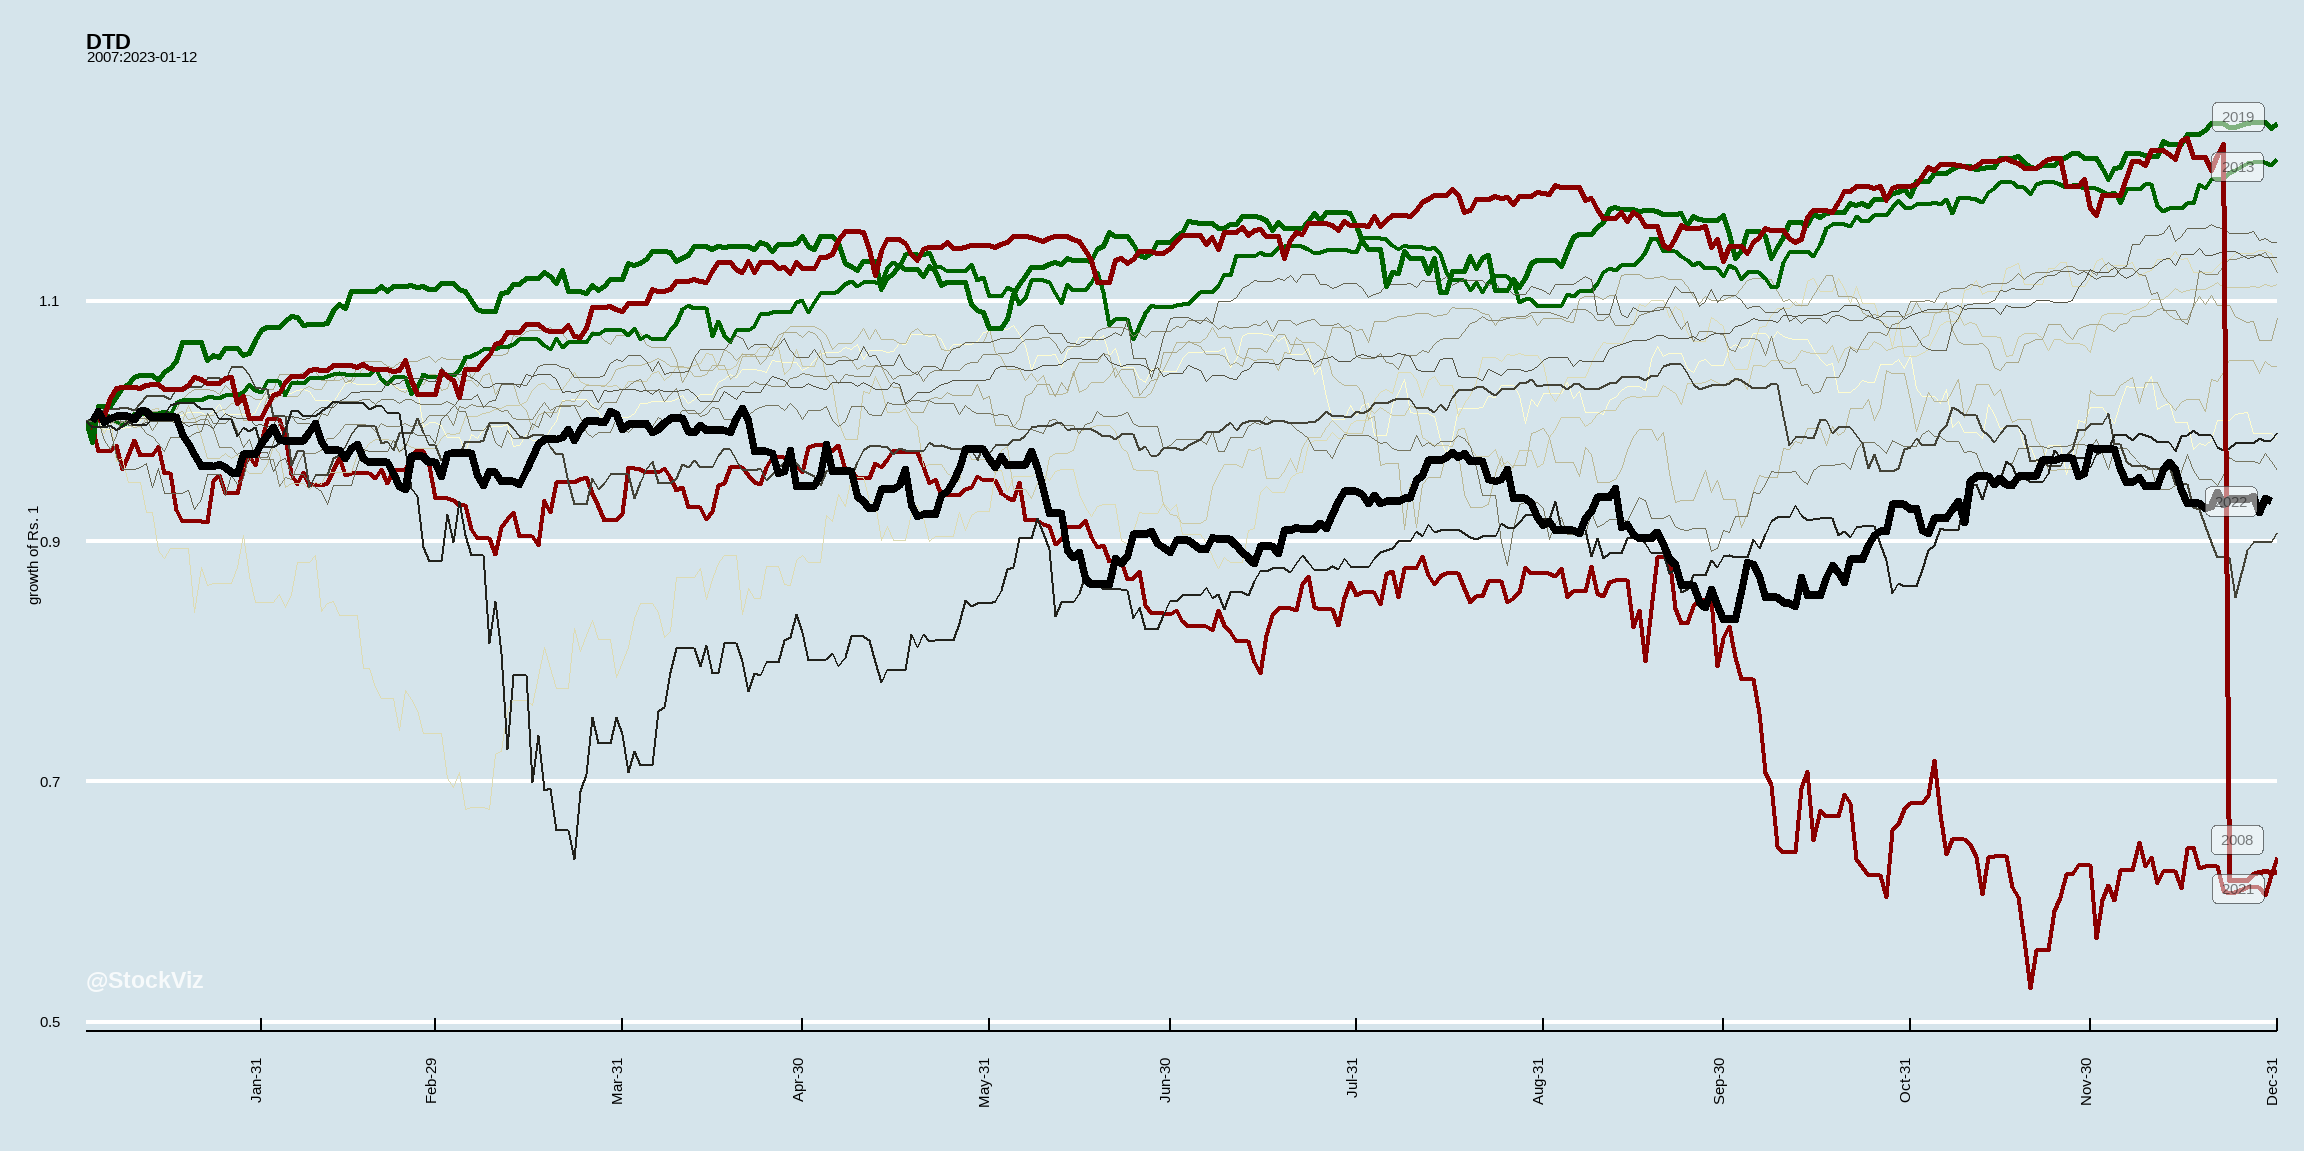 DTD
2007:2023-01-12
2019
2013
1.1
0.9
2022
growth of Rs. 1
0.7
2008
2021
@StockViz
0.5
Jan-31
Feb-29
Mar-31
Apr-30
May-31
Jun-30
Jul-31
Aug-31
Sep-30
Oct-31
Nov-30
Dec-31